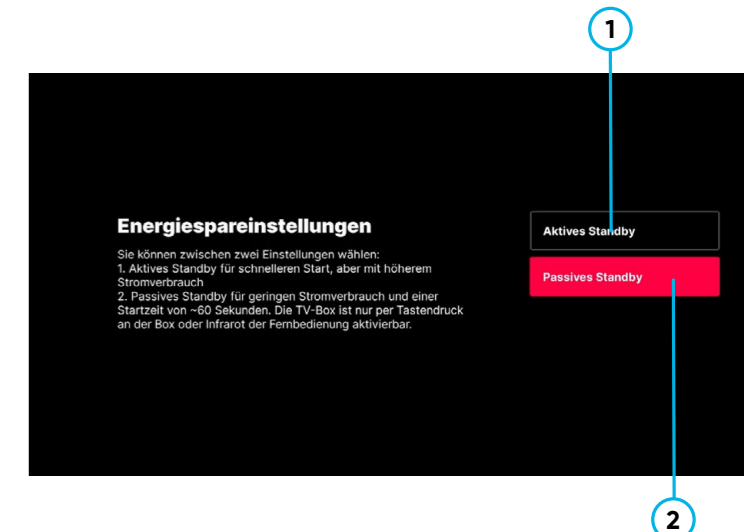 1
Energiespareinstellungen
Sie können zwischen zwei Einstellungen wählen:
1. Aktives Standby für schnelleren Start, aber mit höherem
Stromverbrauch
2. Passives Standby für geringen Stromverbrauch und einer
Startzeit von ~60 Sekunden. Die TV-Box ist nur per Tastendruck
an der Box oder Infrarot der Fernbedienung aktivierbar.
Aktives Standby
Passives Standby
2